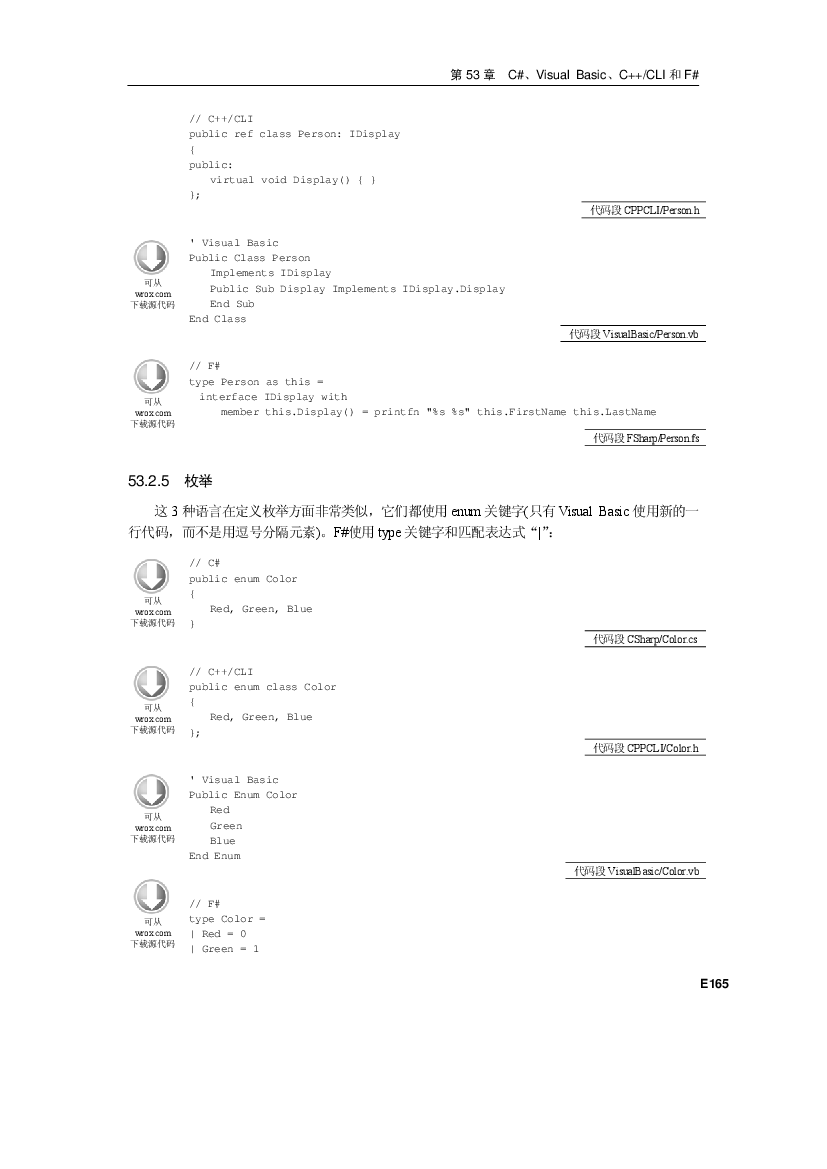 第 53 章 C#、Visual Basic、C++/CLI 和 F#
// C++/CLI
public ref class Person: IDisplay
{
public:
virtual void Display() { }
};
代码段 CPPCLI/Person.h
可从
wrox.com
下载源代码
' Visual Basic
Public Class Person
Implements IDisplay
Public Sub Display Implements IDisplay.Display
End Sub
End Class
代码段 VisualBasic/Person.vb
可从
wrox.com
下载源代码
// F#
type Person as this =
interface IDisplay with
member this.Display() = printfn "%s %s" this.FirstName this.LastName
代码段 FSharp/Person.fs
53.2.5 枚举
这 3 种语言在定义枚举方面非常类似，它们都使用 enum 关键字(只有 Visual Basic 使用新的一
行代码，而不是用逗号分隔元素)。F#使用 type 关键字和匹配表达式“|”：
可从
wrox.com
下载源代码
// C#
public enum Color
{
Red, Green, Blue
}
代码段 CSharp/Color.cs
可从
wrox.com
下载源代码
// C++/CLI
public enum class Color
{
Red, Green, Blue
};
代码段 CPPCLI/Color.h
可从
wrox.com
下载源代码
' Visual Basic
Public Enum Color
Red
Green
Blue
End Enum
代码段 VisualBasic/Color.vb
可从
wrox.com
下载源代码
// F#
type Color =
| Red = 0
| Green = 1
E165